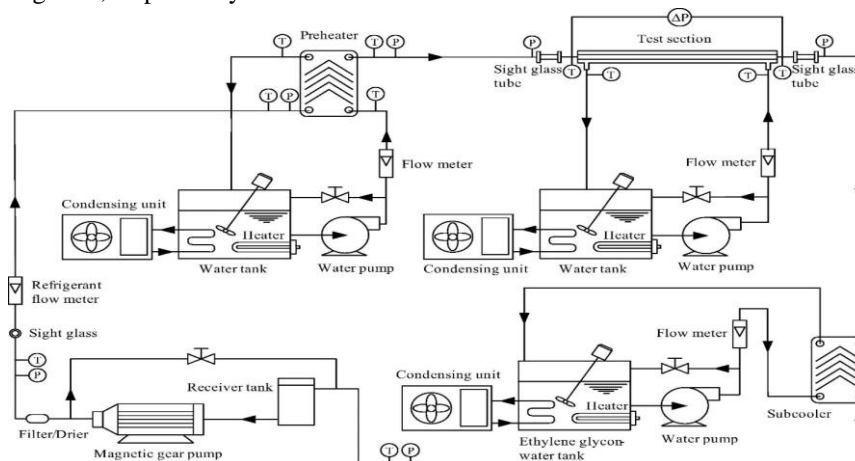 Preheater
T
T
P
P
ΔP
Test section
P
Sight glass
tube
T
T
T
T
Sight glass
tube
T
P
T
Flow meter
Flow meter
Condensing unit
Heater
Water tank
Water pump
Condensing unit
Heater
Water tank
Water pump
Refrigerant
flow meter
Sight glass
T
P
Receiver tank
Filter/Drier
Magnetic gear pump
Flow meter
Condensing unit
Heater
Ethylene glycon-
water tank
Water pump
Subcooler
T
P